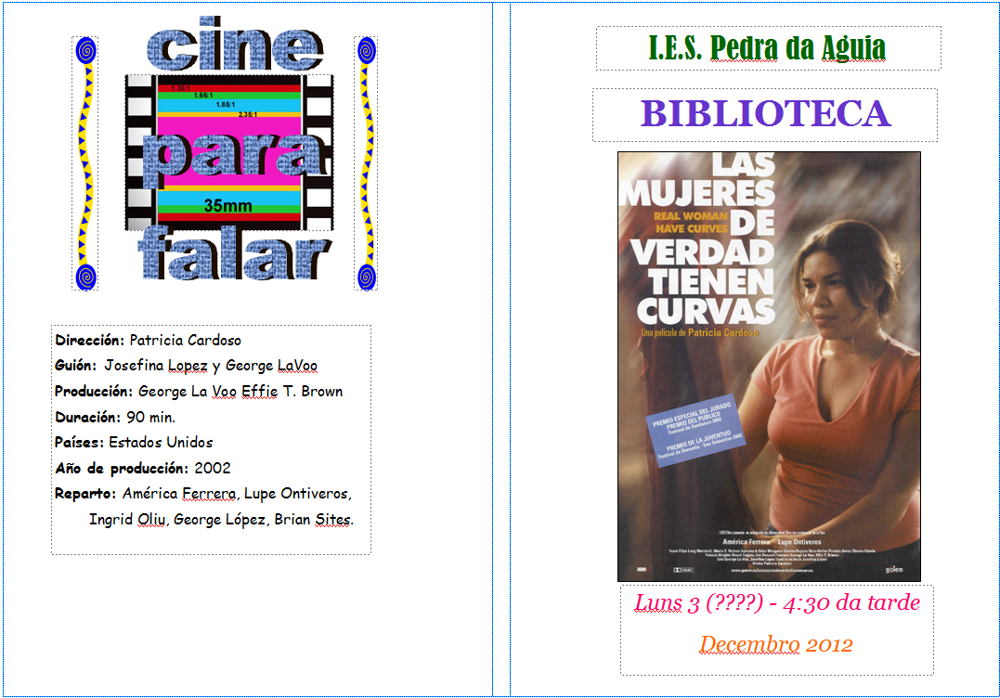 cine
1.33:1
1.66:1
1.85:1
2.35:1
para
35mm
falar
Dirección: Patricia Cardoso
Guión: Josefina Lopez y George LaVoo
Producción: George La Voo Effie T. Brown
Duración: 90 min.
Países: Estados Unidos
Año de producción: 2002
Reparto: América Ferrera, Lupe Ontiveros,
Ingrid Oliu, George López, Brian Sites.
I.E.S. Pedra da Aguia
BIBLIOTECA
LAS
MUJERES
REAL WOMAN
HAVE CURVES
DE
VERDAD
TIENEN
CURVAS
Una película de Patricia Cardoso
PREMIO ESPECIAL DEL JURADO
PREMIO DEL PUBLICO
Festival de Sundance 2002
PREMIO DE LA JUVENTUD
Festival de Donostia - San Sebastian 2002
América Ferrera Lupe Ontiveros
HBO
DOLBY
golem
Luns 3 (????) - 4:30 da tarde
Decembro 2012